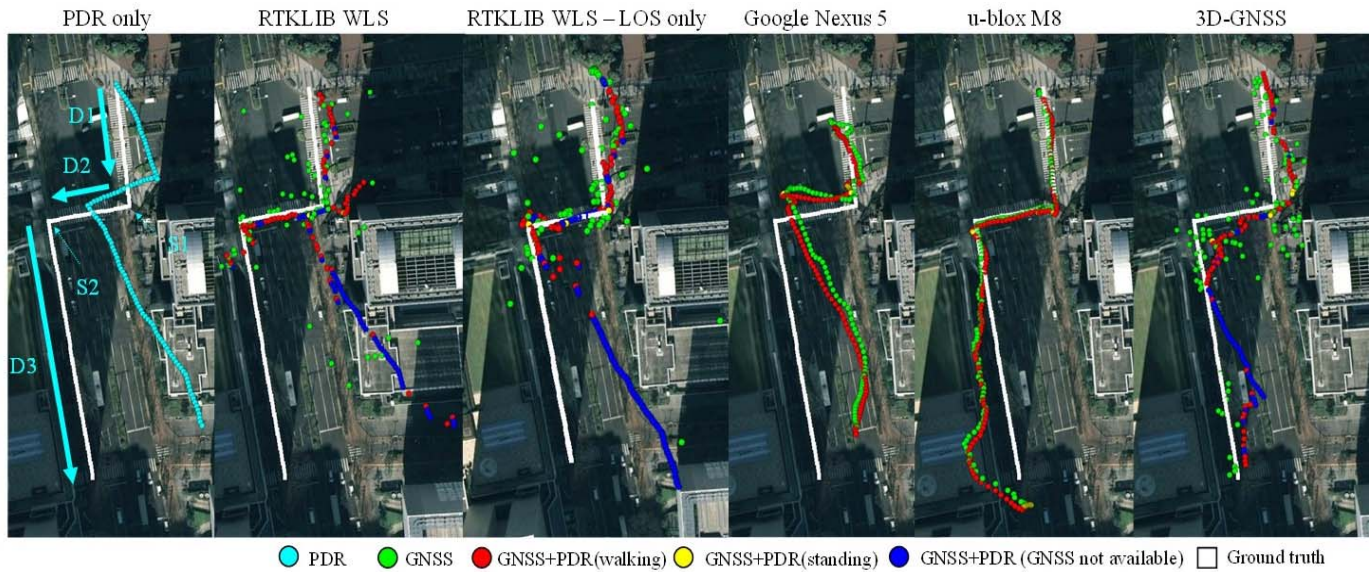 PDR only
RTKLIB WLS
RTKLIB WLS – LOS only
Google Nexus 5
u-blox M8
3D-GNSS
D1
D2
S1
S2
D3
PDR
GNSS
GNSS+PDR(walking)
GNSS+PDR(standing)
GNSS+PDR (GNSS not available)
Ground truth